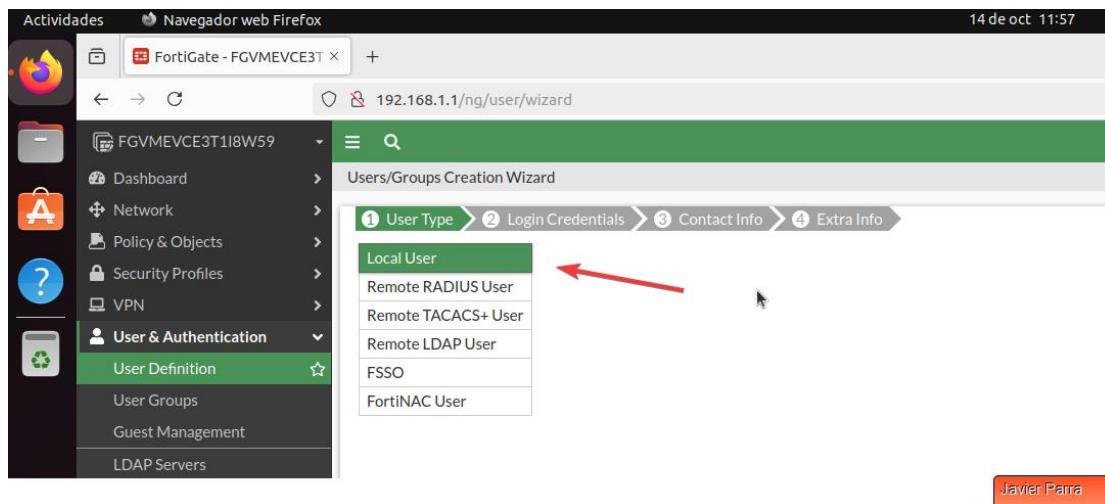 Actividades Navegador web Firefox 14 de oct 11:57
FortiGate - FGVMEVCE3T
192.168.1.1/ng/user/wizard
FGVMEVCE3T1I8W59
Dashboard
Network
Policy & Objects
Security Profiles
VPN
User & Authentication
User Definition
User Groups
Guest Management
LDAP Servers
Users/Groups Creation Wizard
1 User Type 2 Login Credentials 3 Contact Info 4 Extra Info
Local User
Remote RADIUS User
Remote TACACS+ User
Remote LDAP User
FSSO
FortiNAC User
Javier Parra